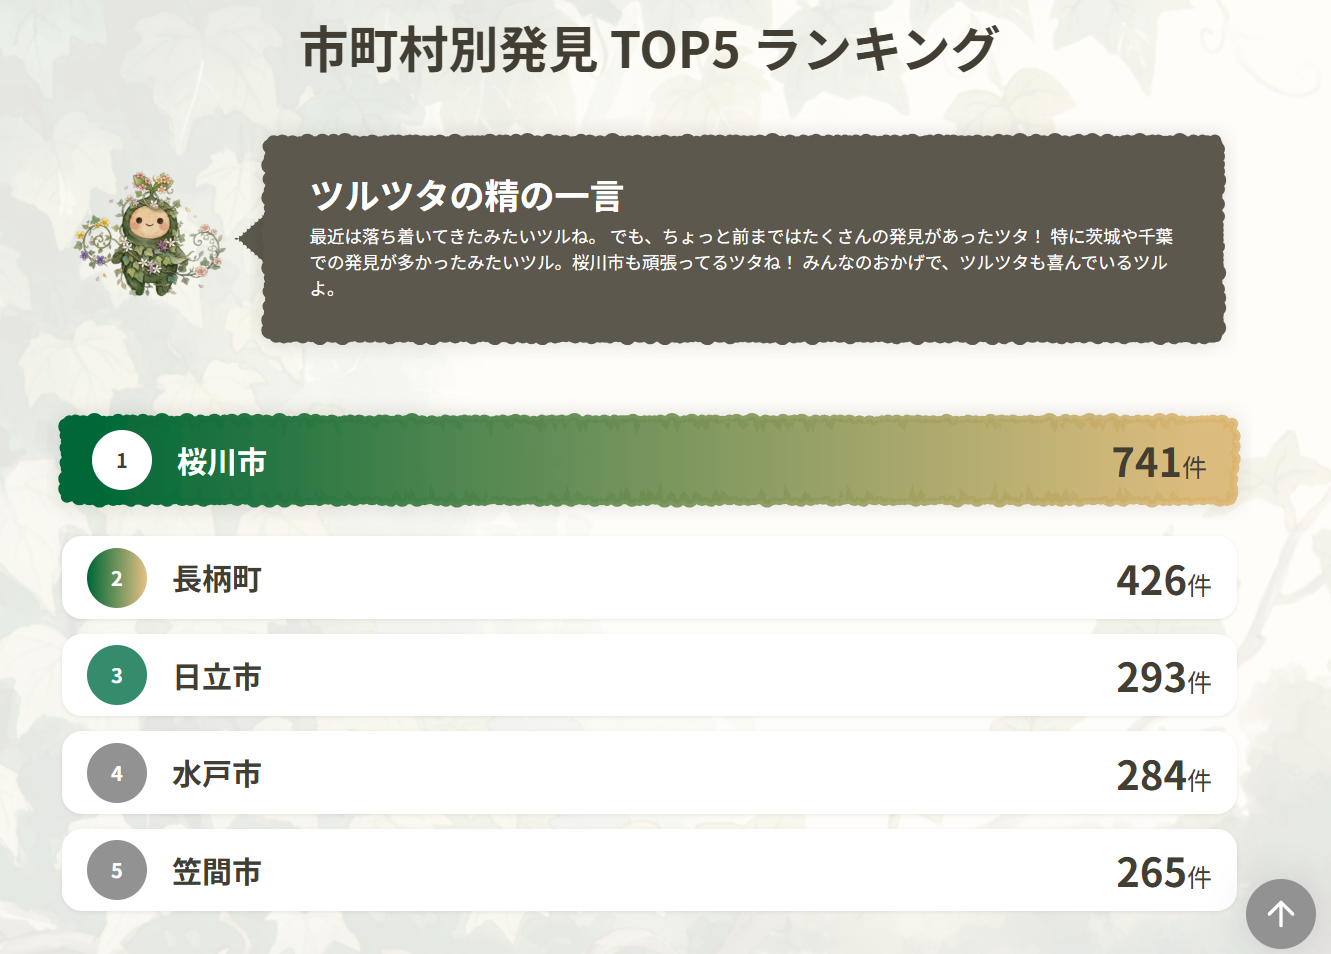 市町村別発見 TOP5 ランキング
ツルツタの精の一言
最近は落ち着いてきたみたいツルね。 でも、ちょっと前まではたくさんの発見があったツタ！ 特に茨城や千葉
での発見が多かったみたいツル。桜川市も頑張ってるツタね！ みんなのおかげで、ツルツタも喜んでいるツル
よ。
1 桜川市 741件
2 長柄町 426件
3 日立市 293件
4 水戸市 284件
5 笠間市 265件